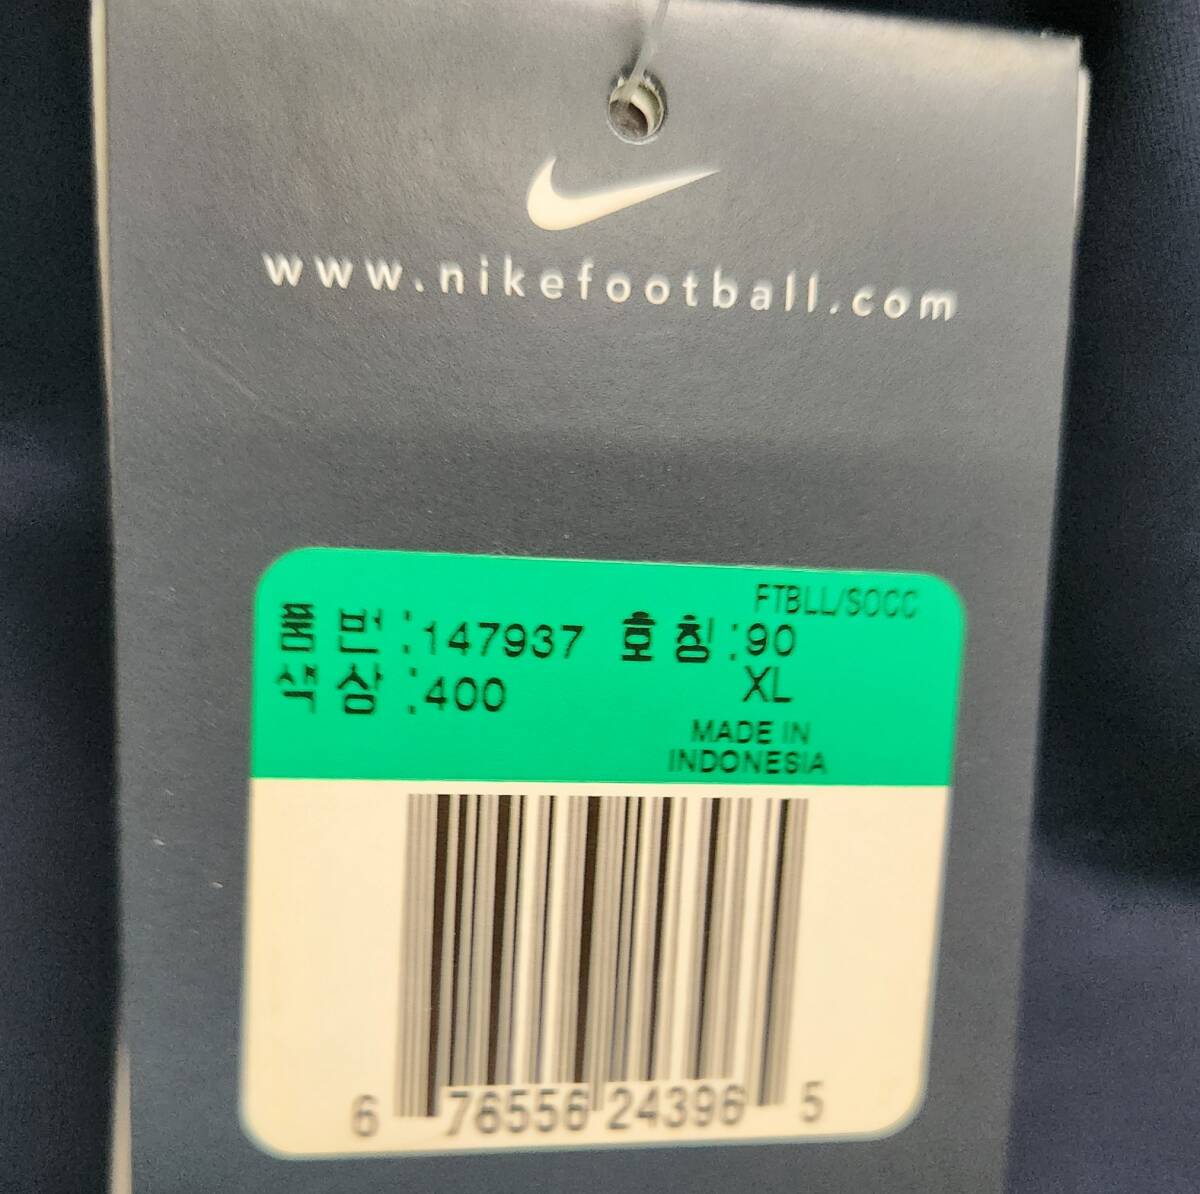 www.nikefootball.com
FTBLL/SOCC
품 번 :147937 호 칭 :90
색 상 :400 XL
MADE IN
INDONESIA
6 76556 24396 5